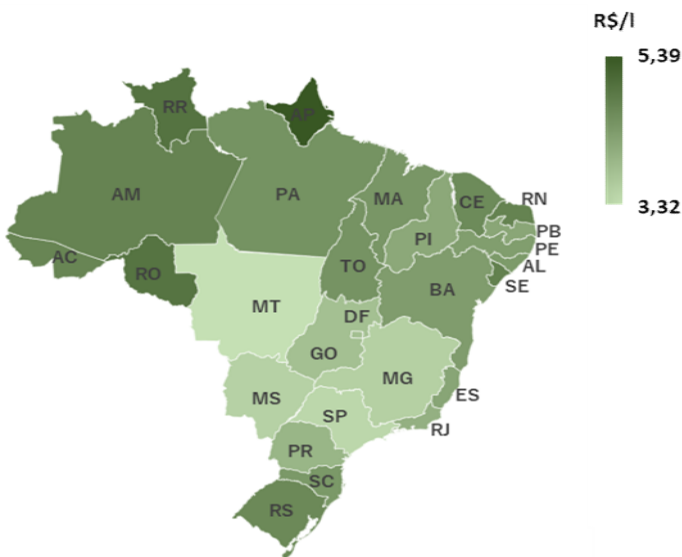 R$/l
5,39
3,32
RR
AP
AM
PA
MA
CE
RN
PB
PE
AL
SE
PI
AC
RO
TO
BA
MT
DF
GO
MG
MS
ES
SP
RJ
PR
SC
RS